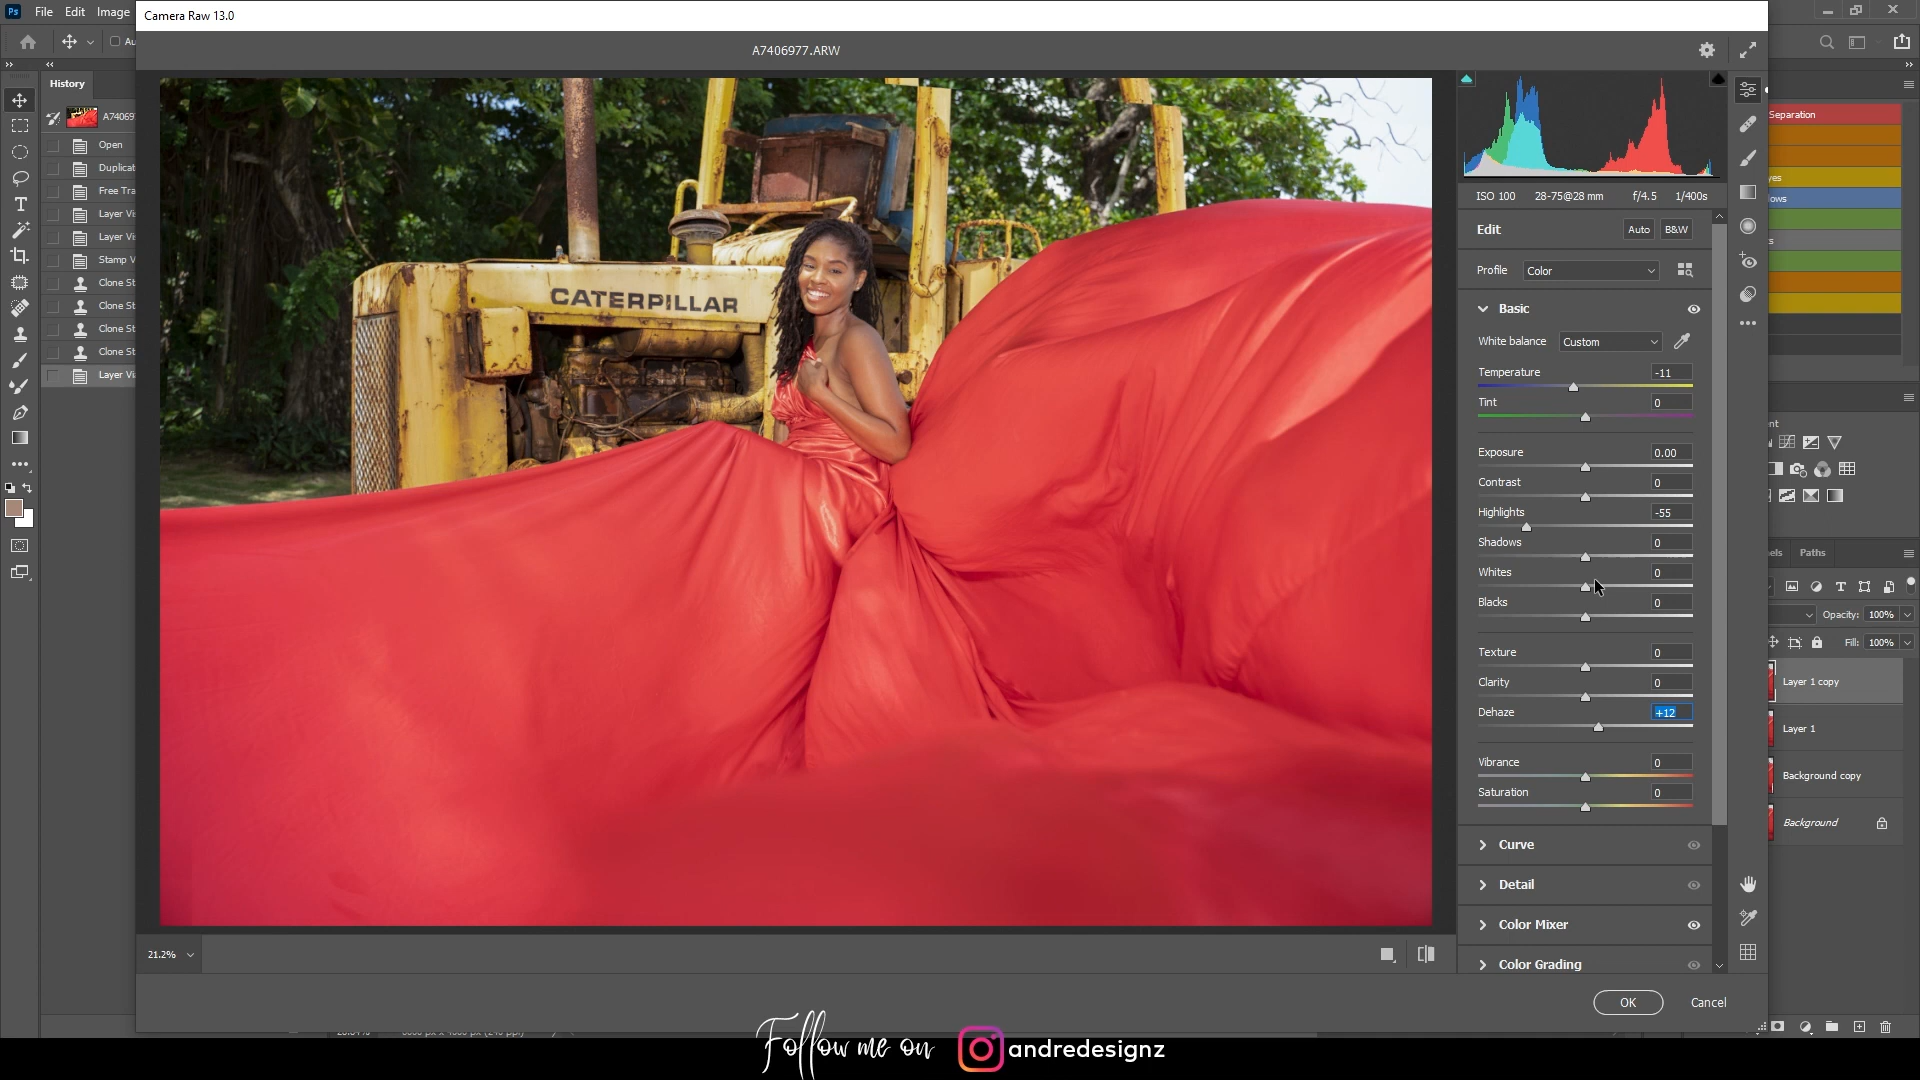 Ps File Edit Image
Camera Raw 13.0
A7406977.ARW
Au
History
A74069
Open
Duplicat
Free Tra
Layer Vis
Layer Vis
Stamp V
Clone St
Clone St
Clone St
Clone St
Layer Via
CATERPILLAR
ISO 100 28-75@28 mm f/4.5 1/400s
Edit Auto B&W
Profile Color
Basic
White balance Custom
Temperature -11
Tint 0
Exposure 0.00
Contrast 0
Highlights -55
Shadows 0
Whites 0
Blacks 0
Texture 0
Clarity 0
Dehaze +12
Vibrance 0
Saturation 0
Curve
Detail
Color Mixer
Color Grading
21.2%
OK Cancel
Separation
Paths
Opacity: 100%
Fill: 100%
Layer 1 copy
Layer 1
Background copy
Background
Follow me on andredesignz